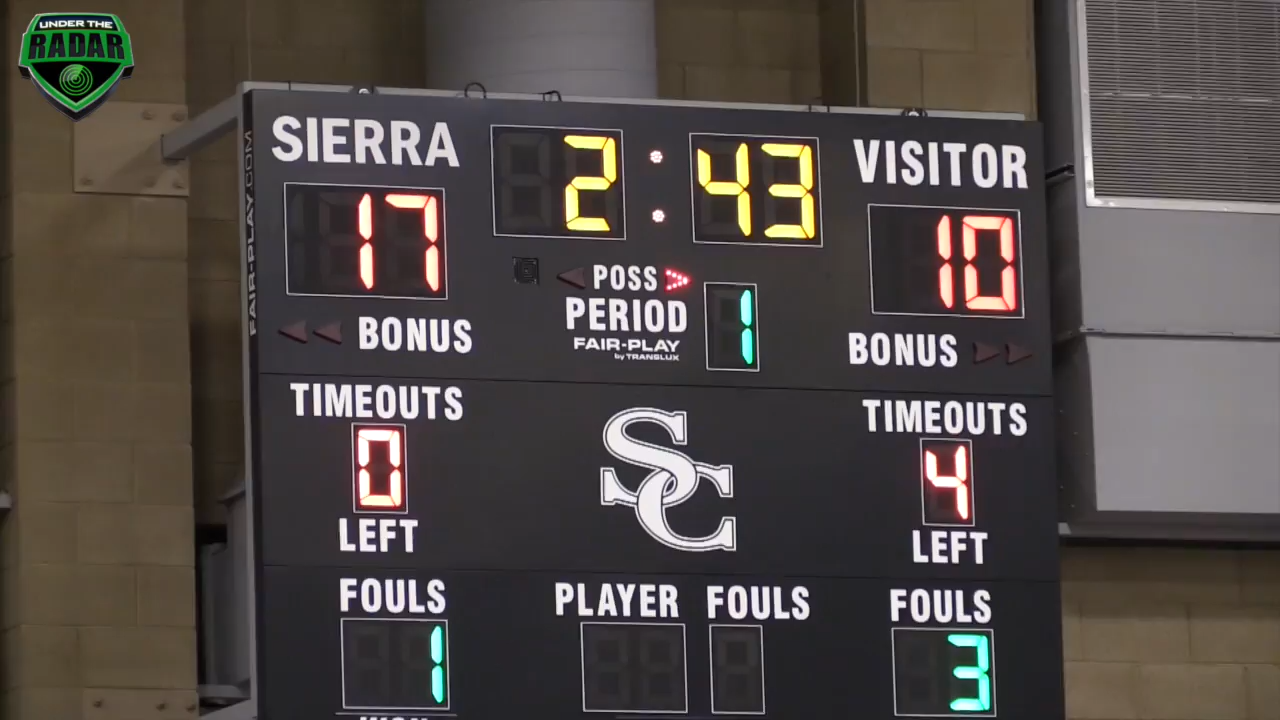 UNDER THE
RADAR
FAIR-PLAY.COM
SIERRA
2:43
VISITOR
17
10
POSS
PERIOD
1
FAIR-PLAY
by TRANSLUX
BONUS
BONUS
TIMEOUTS
0
LEFT
SC
TIMEOUTS
4
LEFT
FOULS
1
PLAYER FOULS
FOULS
3